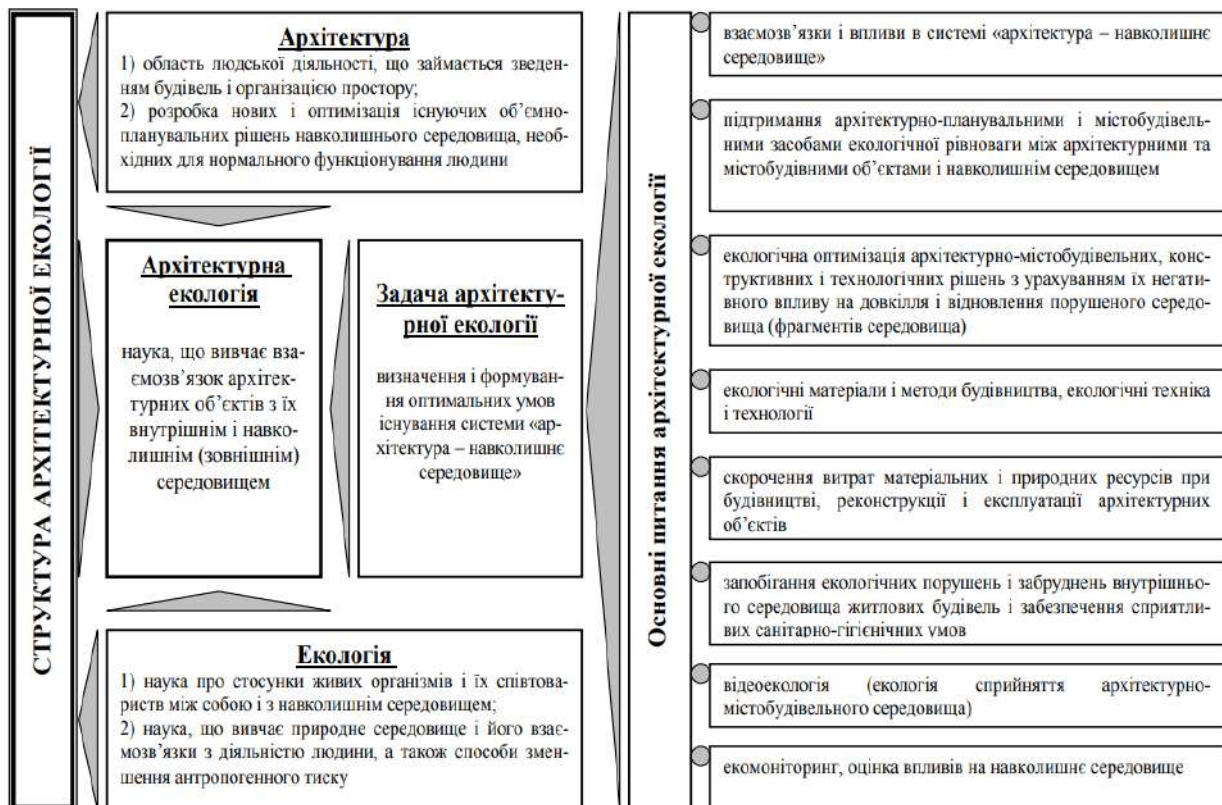 СТРУКТУРА АРХІТЕКТУРНОЇ ЕКОЛОГІЇ
Архітектура
1) область людської діяльності, що займається зведен-
ням будівель і організацією простору;
2) розробка нових і оптимізація існуючих об’ємно-
планувальних рішень навколишнього середовища, необ-
хідних для нормального функціонування людини
Архітектурна
екологія
наука, що вивчає вза-
ємозв’язок архітек-
турних об’єктів з їх
внутрішнім і навко-
лишнім (зовнішнім)
середовищем
Задача архітекту-
рної екології
визначення і формуван-
ня оптимальних умов
існування системи «ар-
хітектура – навколишнє
середовище»
Екологія
1) наука про стосунки живих організмів і їх співтова-
риств між собою і з навколишнім середовищем;
2) наука, що вивчає природне середовище і його взає-
мозв’язки з діяльністю людини, а також способи змен-
шення антропогенного тиску
Основні питання архітектурної екології
взаємозв’язки і впливи в системі «архітектура – навколишнє
середовище»
підтримання архітектурно-планувальними і містобудівель-
ними засобами екологічної рівноваги між архітектурними та
містобудівними об’єктами і навколишнім середовищем
екологічна оптимізація архітектурно-містобудівельних, конс-
труктивних і технологічних рішень з урахуванням їх негати-
вного впливу на довкілля і відновлення порушеного середо-
вища (фрагментів середовища)
екологічні матеріали і методи будівництва, екологічні техніка
і технології
скорочення витрат матеріальних і природних ресурсів при
будівництві, реконструкції і експлуатації архітектурних
об’єктів
запобігання екологічних порушень і забруднень внутрішньо-
го середовища житлових будівель і забезпечення сприятли-
вих санітарно-гігієнічних умов
відеоекологія (екологія сприйняття архітектурно-
містобудівельного середовища)
екомоніторинг, оцінка впливів на навколишнє середовище